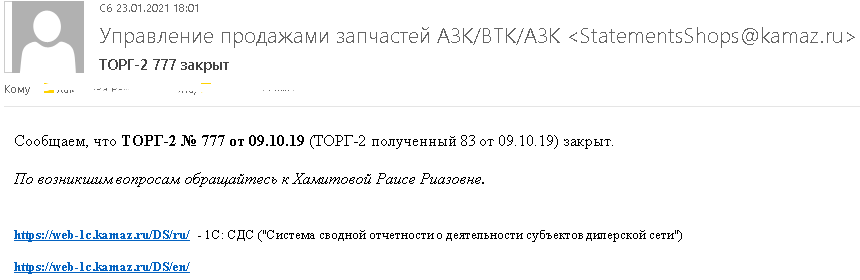 Сб 23.01.2021 18:01
Управление продажами запчастей АЗК/ВТК/АЗК <StatementsShops@kamaz.ru>
ТОРГ-2 777 закрыт
Кому
Сообщаем, что ТОРГ-2 № 777 от 09.10.19 (ТОРГ-2 полученный 83 от 09.10.19) закрыт.
По возникшим вопросам обращайтесь к Хамитовой Раисе Риазовне.
https://web-1c.kamaz.ru/DS/ru/ - 1С: СДС ("Система сводной отчетности о деятельности субъектов дилерской сети")
https://web-1c.kamaz.ru/DS/en/